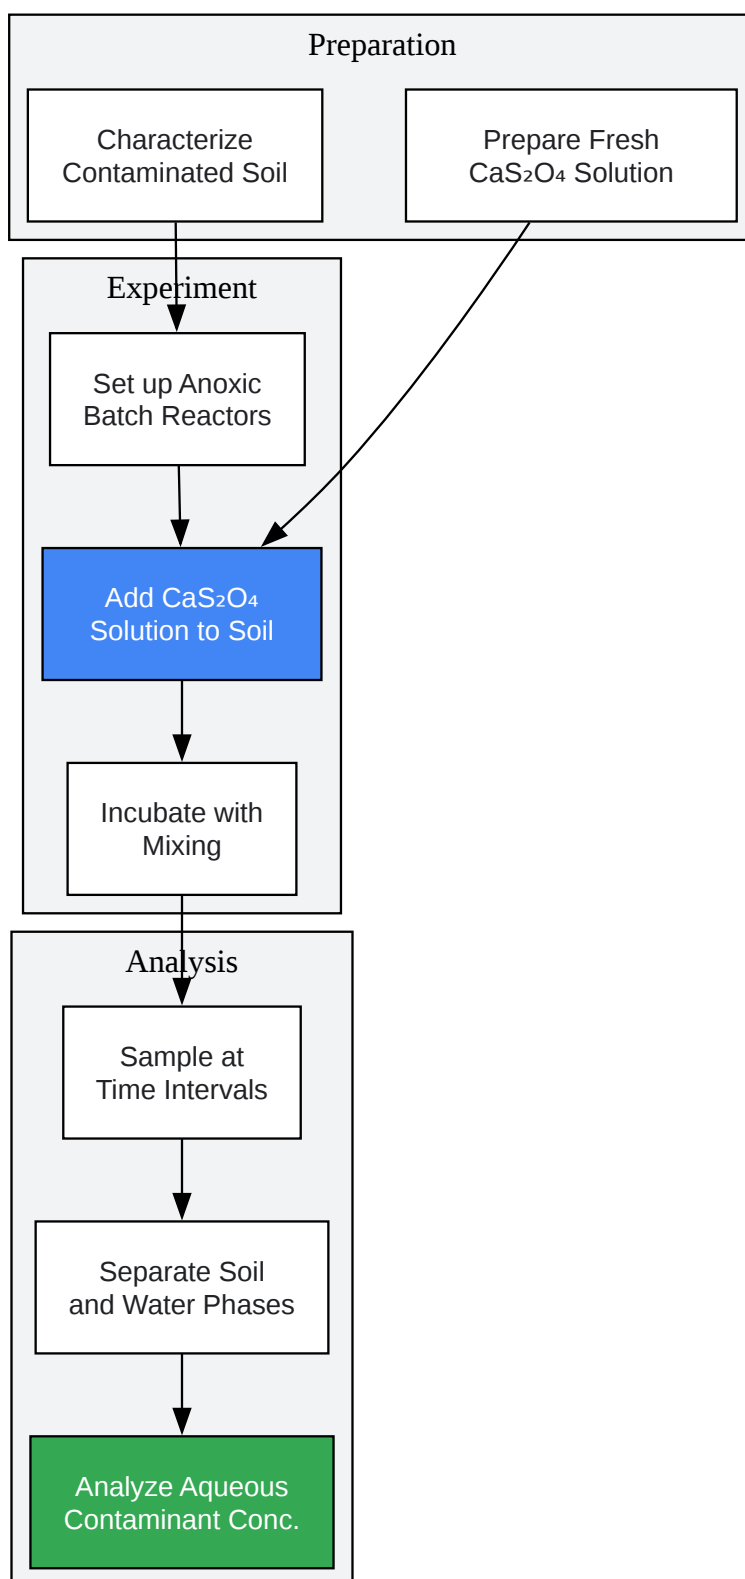 Preparation
Characterize
Contaminated Soil
Prepare Fresh
CaS₂O₄ Solution
Experiment
Set up Anoxic
Batch Reactors
Add CaS₂O₄
Solution to Soil
Incubate with
Mixing
Analysis
Sample at
Time Intervals
Separate Soil
and Water Phases
Analyze Aqueous
Contaminant Conc.